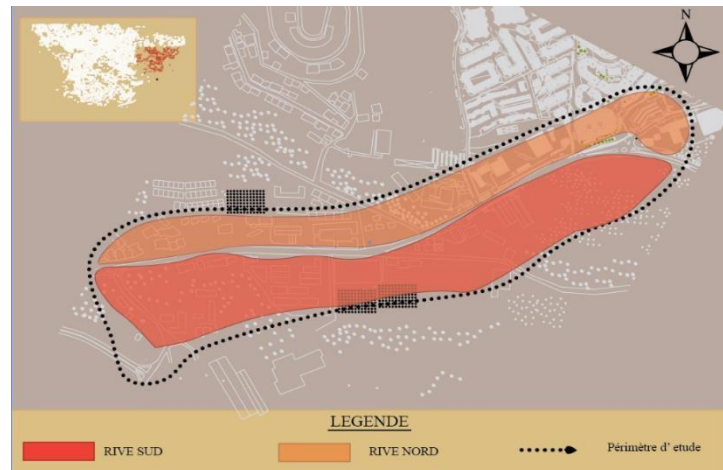 N
LEGENDE
RIVE SUD
RIVE NORD
Périmètre d' etude